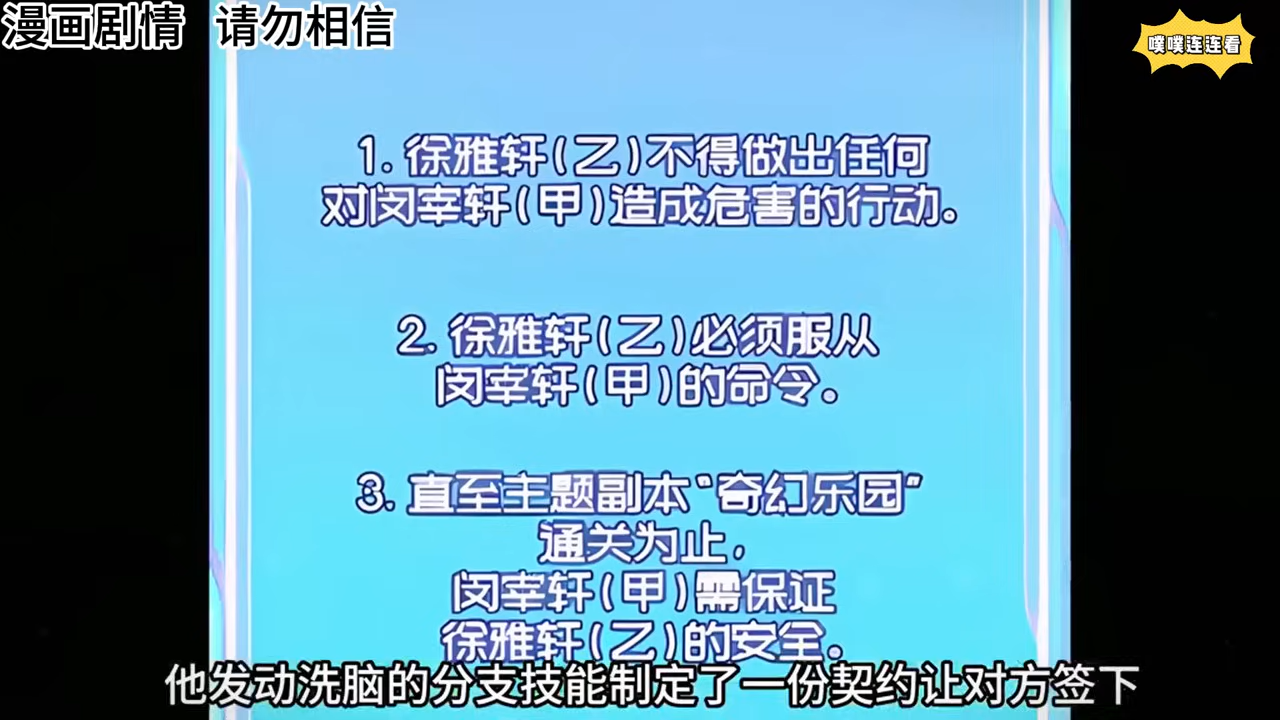 漫画剧情 请勿相信
噗噗连连看
1. 徐雅轩(乙)不得做出任何
对闵宰轩(甲)造成危害的行动。
2. 徐雅轩(乙)必须服从
闵宰轩(甲)的命令。
3. 直至主题副本“奇幻乐园”
通关为止，
闵宰轩(甲)需保证
徐雅轩(乙)的安全。
他发动洗脑的分支技能制定了一份契约让对方签下